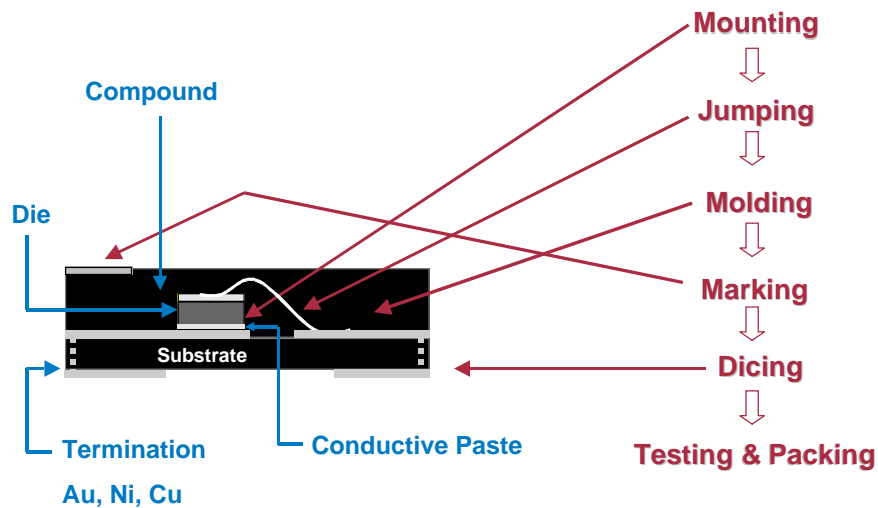 Mounting
Compound
Jumping
Die
Molding
Marking
Substrate
Dicing
Termination
Au, Ni, Cu
Conductive Paste
Testing & Packing